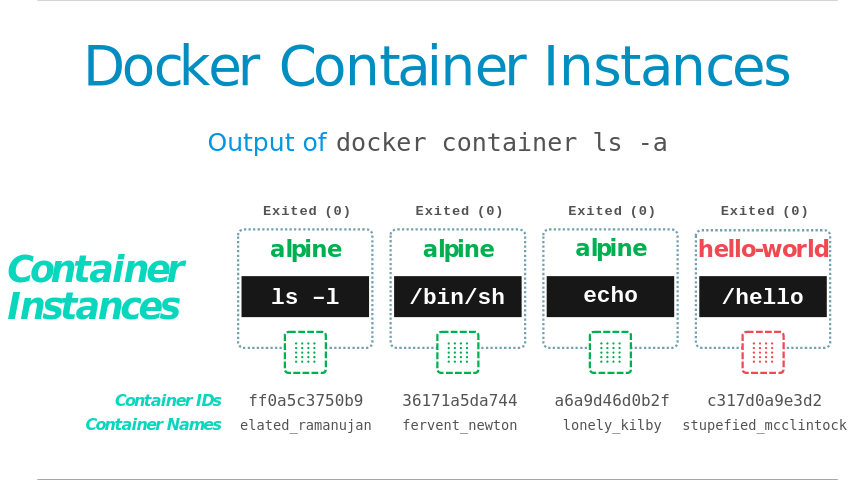 Docker Container Instances
Output of docker container ls -a
Exited (0) Exited (0) Exited (0) Exited (0)
alpine alpine alpine hello-world
Container
Instances
ls –l /bin/sh echo /hello
Container IDs ff0a5c3750b9 36171a5da744 a6a9d46d0b2f c317d0a9e3d2
Container Names elated_ramanujan fervent_newton lonely_kilby stupefied_mcclintock